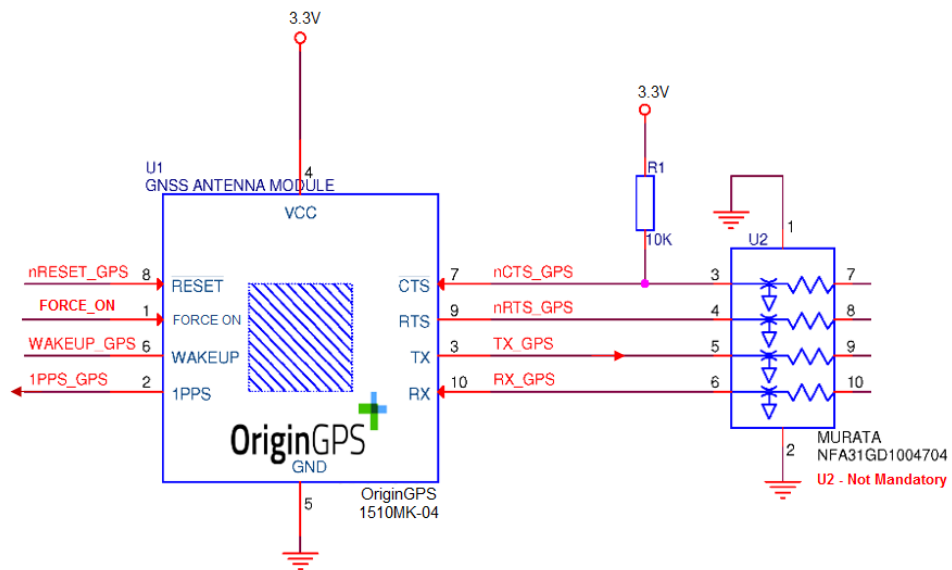 3.3V
3.3V
U1
GNSS ANTENNA MODULE
4
VCC
R1
10K
1
U2
nRESET_GPS 8 RESET
CTS 7 nCTS_GPS 3 7
FORCE_ON 1 FORCE ON
RTS 9 nRTS_GPS 4 8
WAKEUP_GPS 6 WAKEUP
TX 3 TX_GPS 5 9
1PPS_GPS 2 1PPS
RX 10 RX_GPS 6 10
OriginGPS
GND
5
OriginGPS
1510MK-04
2
MURATA
NFA31GD1004704
U2 - Not Mandatory